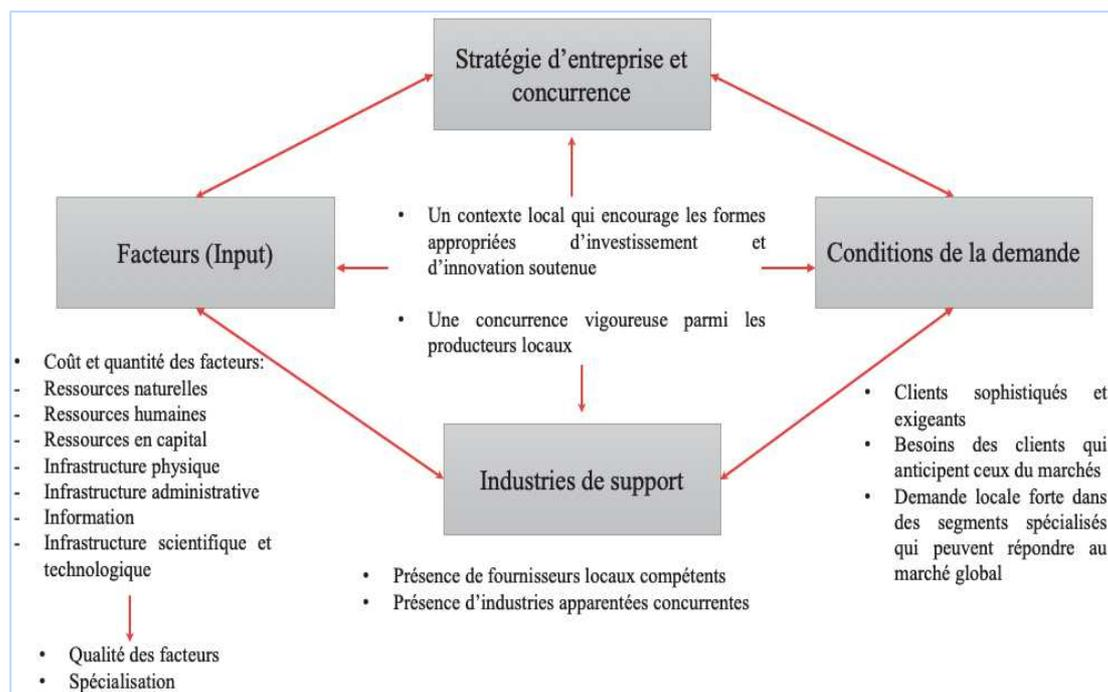 Stratégie d’entreprise et
concurrence
Facteurs (Input)
• Un contexte local qui encourage les formes
appropriées d’investissement et
d’innovation soutenue
• Une concurrence vigoureuse parmi les
producteurs locaux
Conditions de la demande
• Coût et quantité des facteurs:
- Ressources naturelles
- Ressources humaines
- Ressources en capital
- Infrastructure physique
- Infrastructure administrative
- Information
- Infrastructure scientifique et
technologique
• Qualité des facteurs
• Spécialisation
Industries de support
• Présence de fournisseurs locaux compétents
• Présence d’industries apparentées concurrentes
• Clients sophistiqués et
exigeants
• Besoins des clients qui
anticipent ceux du marchés
• Demande locale forte dans
des segments spécialisés
qui peuvent répondre au
marché global